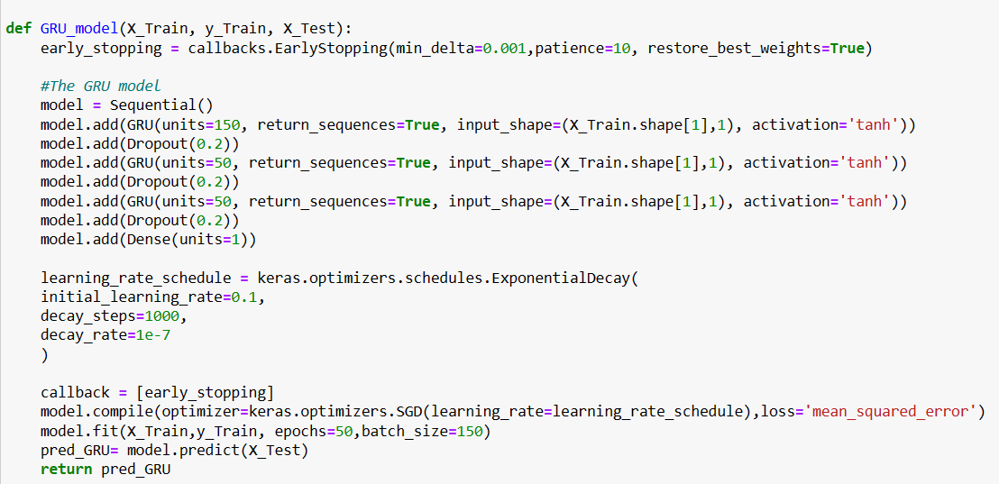 def GRU_model(X_Train, y_Train, X_Test):
    early_stopping = callbacks.EarlyStopping(min_delta=0.001,patience=10, restore_best_weights=True)

    #The GRU model
    model = Sequential()
    model.add(GRU(units=150, return_sequences=True, input_shape=(X_Train.shape[1],1), activation='tanh'))
    model.add(Dropout(0.2))
    model.add(GRU(units=50, return_sequences=True, input_shape=(X_Train.shape[1],1), activation='tanh'))
    model.add(Dropout(0.2))
    model.add(GRU(units=50, return_sequences=True, input_shape=(X_Train.shape[1],1), activation='tanh'))
    model.add(Dropout(0.2))
    model.add(Dense(units=1))

    learning_rate_schedule = keras.optimizers.schedules.ExponentialDecay(
    initial_learning_rate=0.1,
    decay_steps=1000,
    decay_rate=1e-7
    )

    callback = [early_stopping]
    model.compile(optimizer=keras.optimizers.SGD(learning_rate=learning_rate_schedule),loss='mean_squared_error')
    model.fit(X_Train,y_Train, epochs=50,batch_size=150)
    pred_GRU= model.predict(X_Test)
    return pred_GRU